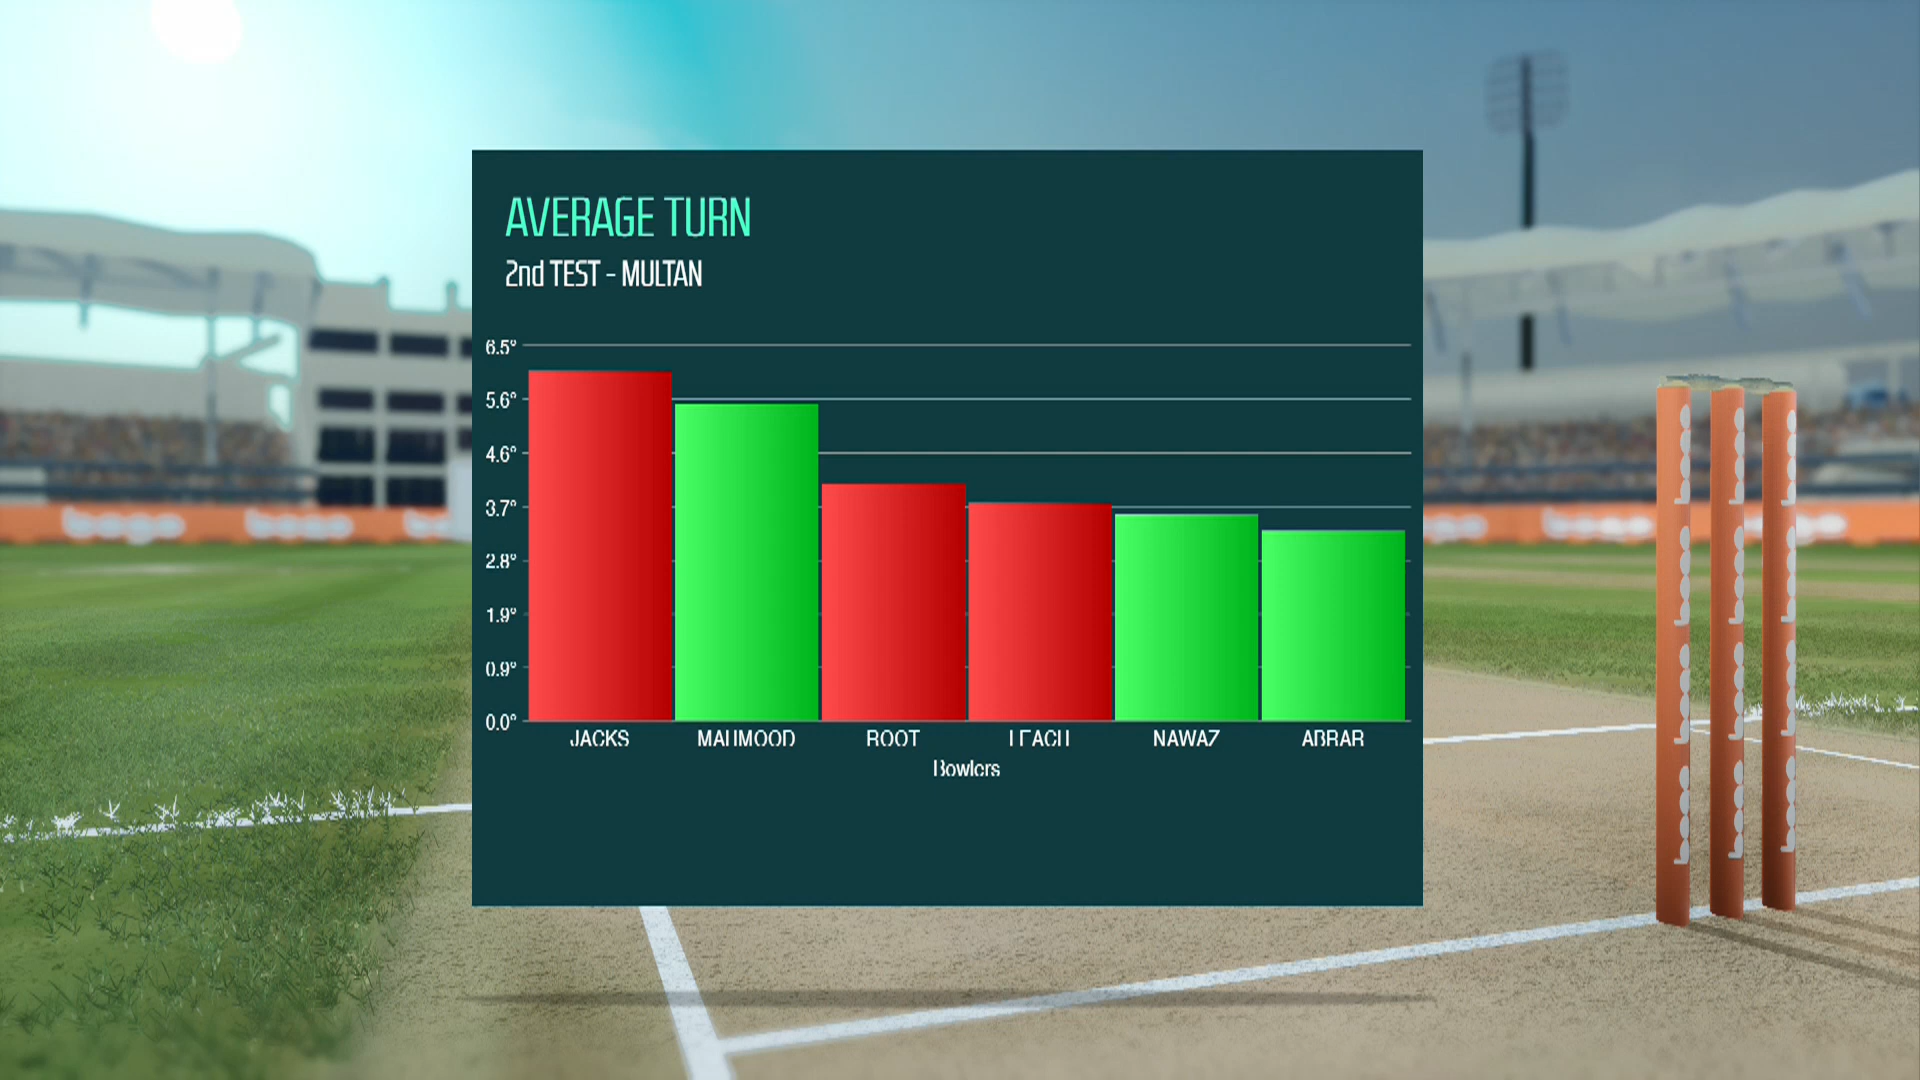 AVERAGE TURN
2nd TEST - MULTAN
6.5°
5.6°
4.6°
3.7°
2.8°
1.9°
0.9°
0.0°
JACKS MAHMOOD ROOT LEACH NAWAZ ABRAR
Bowlers